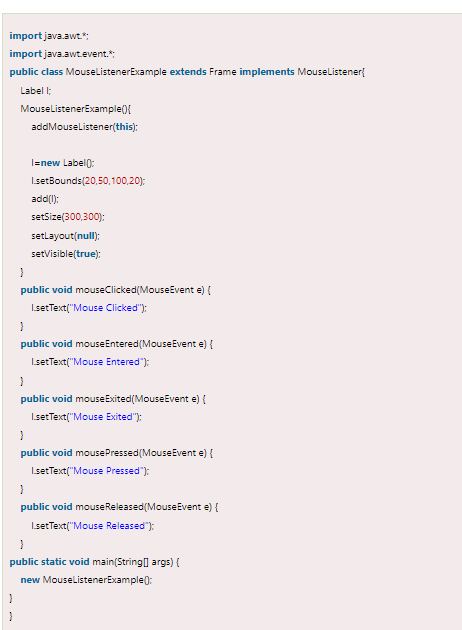 import java.awt.*;
import java.awt.event.*;
public class MouseListenerExample extends Frame implements MouseListener{
Label l;
MouseListenerExample(){
addMouseListener(this);
l=new Label();
l.setBounds(20,50,100,20);
add(l);
setSize(300,300);
setLayout(null);
setVisible(true);
}
public void mouseClicked(MouseEvent e) {
l.setText("Mouse Clicked");
}
public void mouseEntered(MouseEvent e) {
l.setText("Mouse Entered");
}
public void mouseExited(MouseEvent e) {
l.setText("Mouse Exited");
}
public void mousePressed(MouseEvent e) {
l.setText("Mouse Pressed");
}
public void mouseReleased(MouseEvent e) {
l.setText("Mouse Released");
}
public static void main(String[] args) {
new MouseListenerExample();
}
}